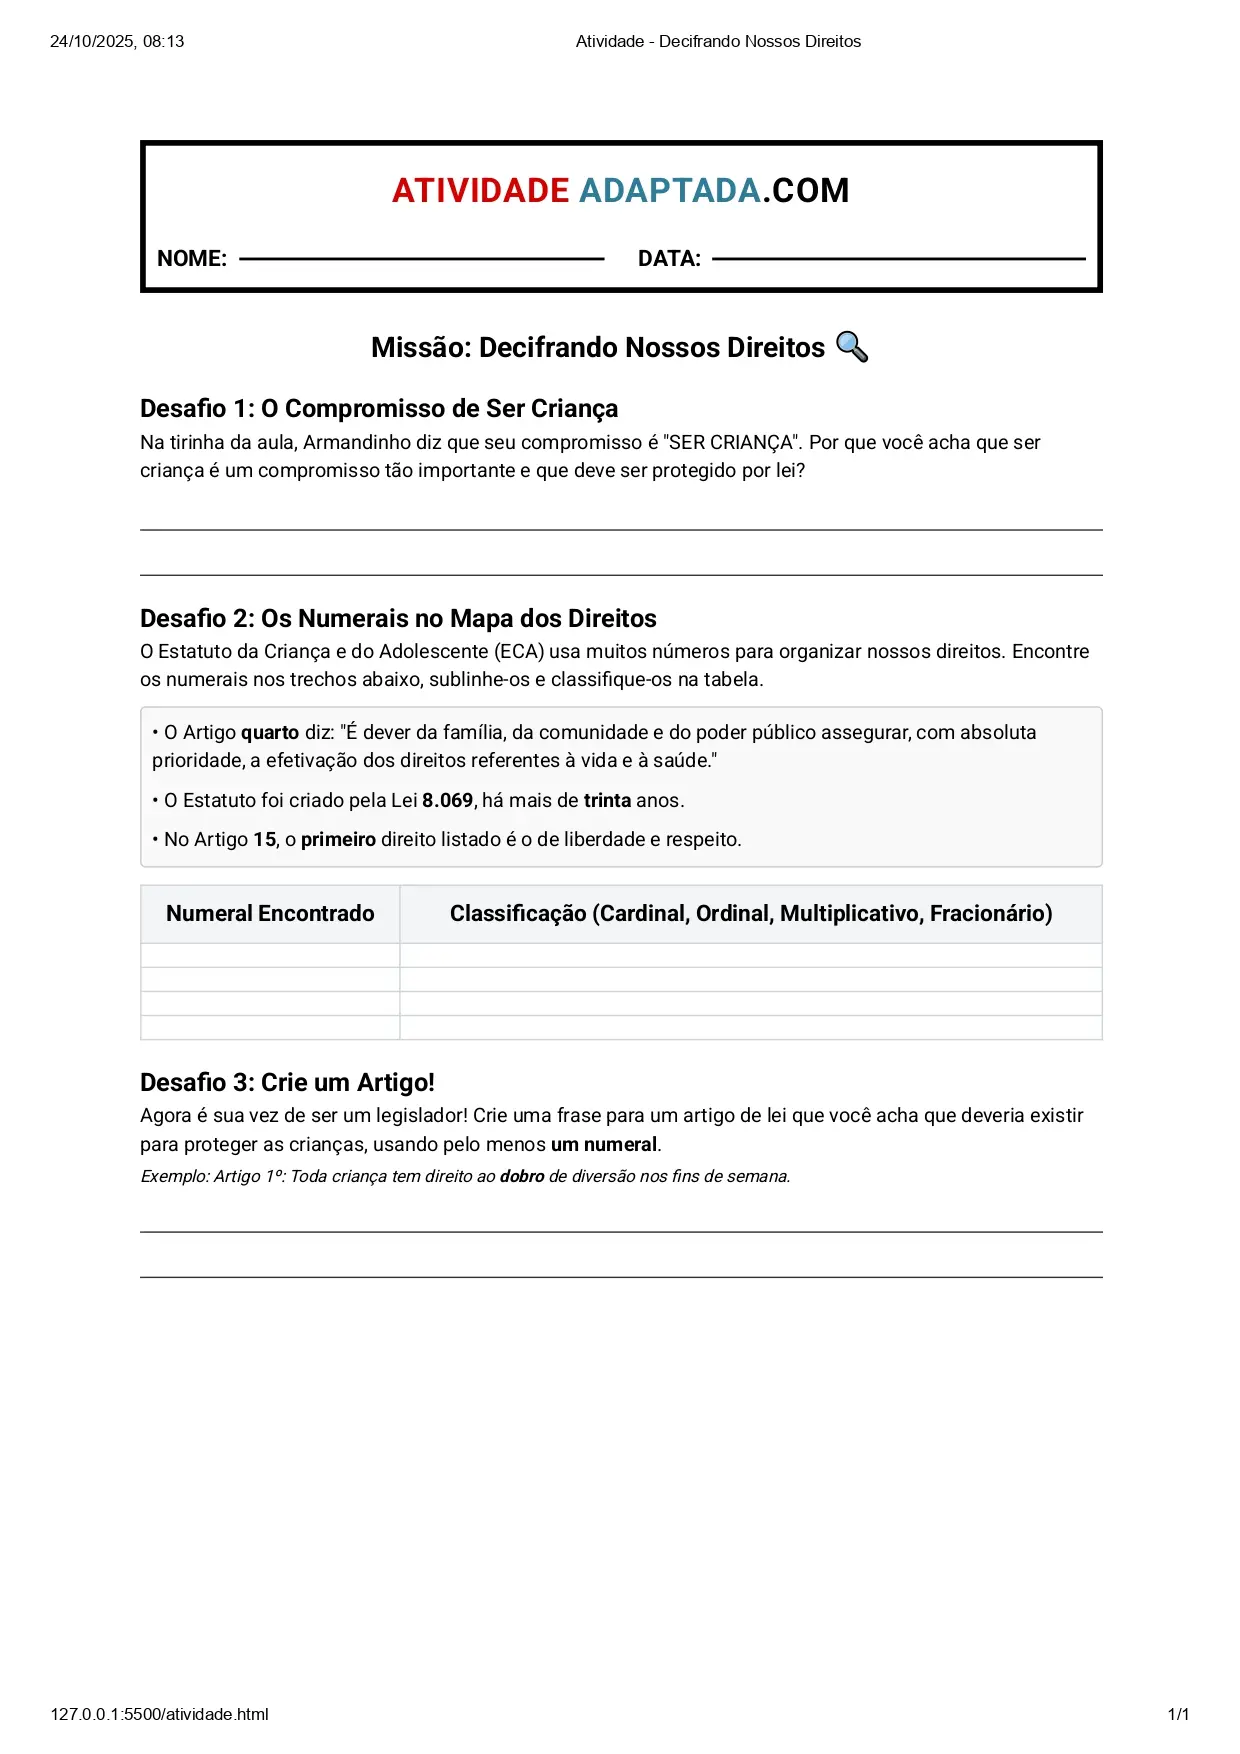 24/10/2025, 08:13
Atividade - Decifrando Nossos Direitos
ATIVIDADE ADAPTADA.COM
NOME:
DATA:
Missão: Decifrando Nossos Direitos
Desafio 1: O Compromisso de Ser Criança
Na tirinha da aula, Armandinho diz que seu compromisso é "SER CRIANÇA". Por que você acha que ser
criança é um compromisso tão importante e que deve ser protegido por lei?
Desafio 2: Os Numerais no Mapa dos Direitos
O Estatuto da Criança e do Adolescente (ECA) usa muitos números para organizar nossos direitos. Encontre
os numerais nos trechos abaixo, sublinhe-os e classifique-os na tabela.
• O Artigo quarto diz: "É dever da família, da comunidade e do poder público assegurar, com absoluta
prioridade, a efetivação dos direitos referentes à vida e à saúde."
• O Estatuto foi criado pela Lei 8.069, há mais de trinta anos.
• No Artigo 15, o primeiro direito listado é o de liberdade e respeito.
Numeral Encontrado
Classificação (Cardinal, Ordinal, Multiplicativo, Fracionário)
Desafio 3: Crie um Artigo!
Agora é sua vez de ser um legislador! Crie uma frase para um artigo de lei que você acha que deveria existir
para proteger as crianças, usando pelo menos um numeral.
Exemplo: Artigo 1º: Toda criança tem direito ao dobro de diversão nos fins de semana.
127.0.0.1:5500/atividade.html
1/1